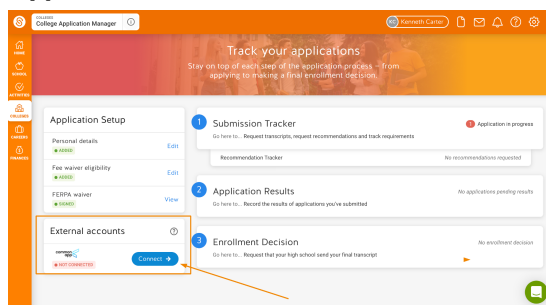 COLLEGES
College Application Manager
KC Kenneth Carter
HOME
SCHOOL
ACTIVITIES
COLLEGES
CAREERS
FINANCES
Track your applications
Stay on top of each step of the application process – from
applying to making a final enrollment decision.
Application Setup
Personal details
ADDED
Edit
Fee waiver eligibility
ADDED
Edit
FERPA waiver
SIGNED
View
External accounts
common app
NOT CONNECTED
Connect →
1
Submission Tracker
1 Application in progress
Go here to... Request transcripts, request recommendations and track requirements
Recommendation Tracker
No recommendations requested
2
Application Results
No applications pending results
Go here to... Record the results of applications you've submitted
3
Enrollment Decision
No enrollment decision
Go here to... Request that your high school send your final transcript